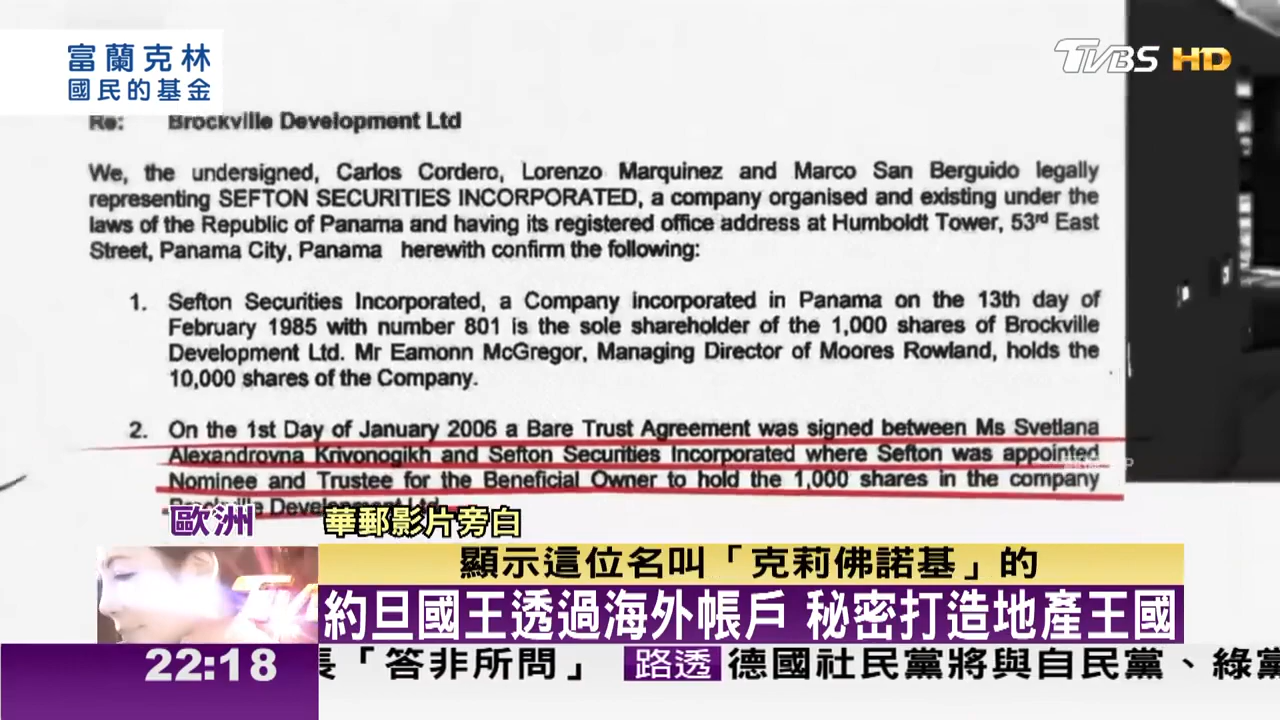 富蘭克林
國民的基金
TVBS HD
Re: Brockville Development Ltd
We, the undersigned, Carlos Cordero, Lorenzo Marquinez and Marco San Berguido legally
representing SEFTON SECURITIES INCORPORATED, a company organised and existing under the
laws of the Republic of Panama and having its registered office address at Humboldt Tower, 53rd East
Street, Panama City, Panama herewith confirm the following:
1. Sefton Securities Incorporated, a Company incorporated in Panama on the 13th day of
February 1985 with number 801 is the sole shareholder of the 1,000 shares of Brockville
Development Ltd. Mr Eamonn McGregor, Managing Director of Moores Rowland, holds the
10,000 shares of the Company.
2. On the 1st Day of January 2006 a Bare Trust Agreement was signed between Ms Svetlana
Alexandrovna Krivonogikh and Sefton Securities Incorporated where Sefton was appointed
Nominee and Trustee for the Beneficial Owner to hold the 1,000 shares in the company
Brockville Development Ltd.
歐洲
華郵影片旁白
顯示這位名叫「克莉佛諾基」的
約旦國王透過海外帳戶 秘密打造地產王國
22:18
長「答非所問」 路透 德國社民黨將與自民黨、綠黨